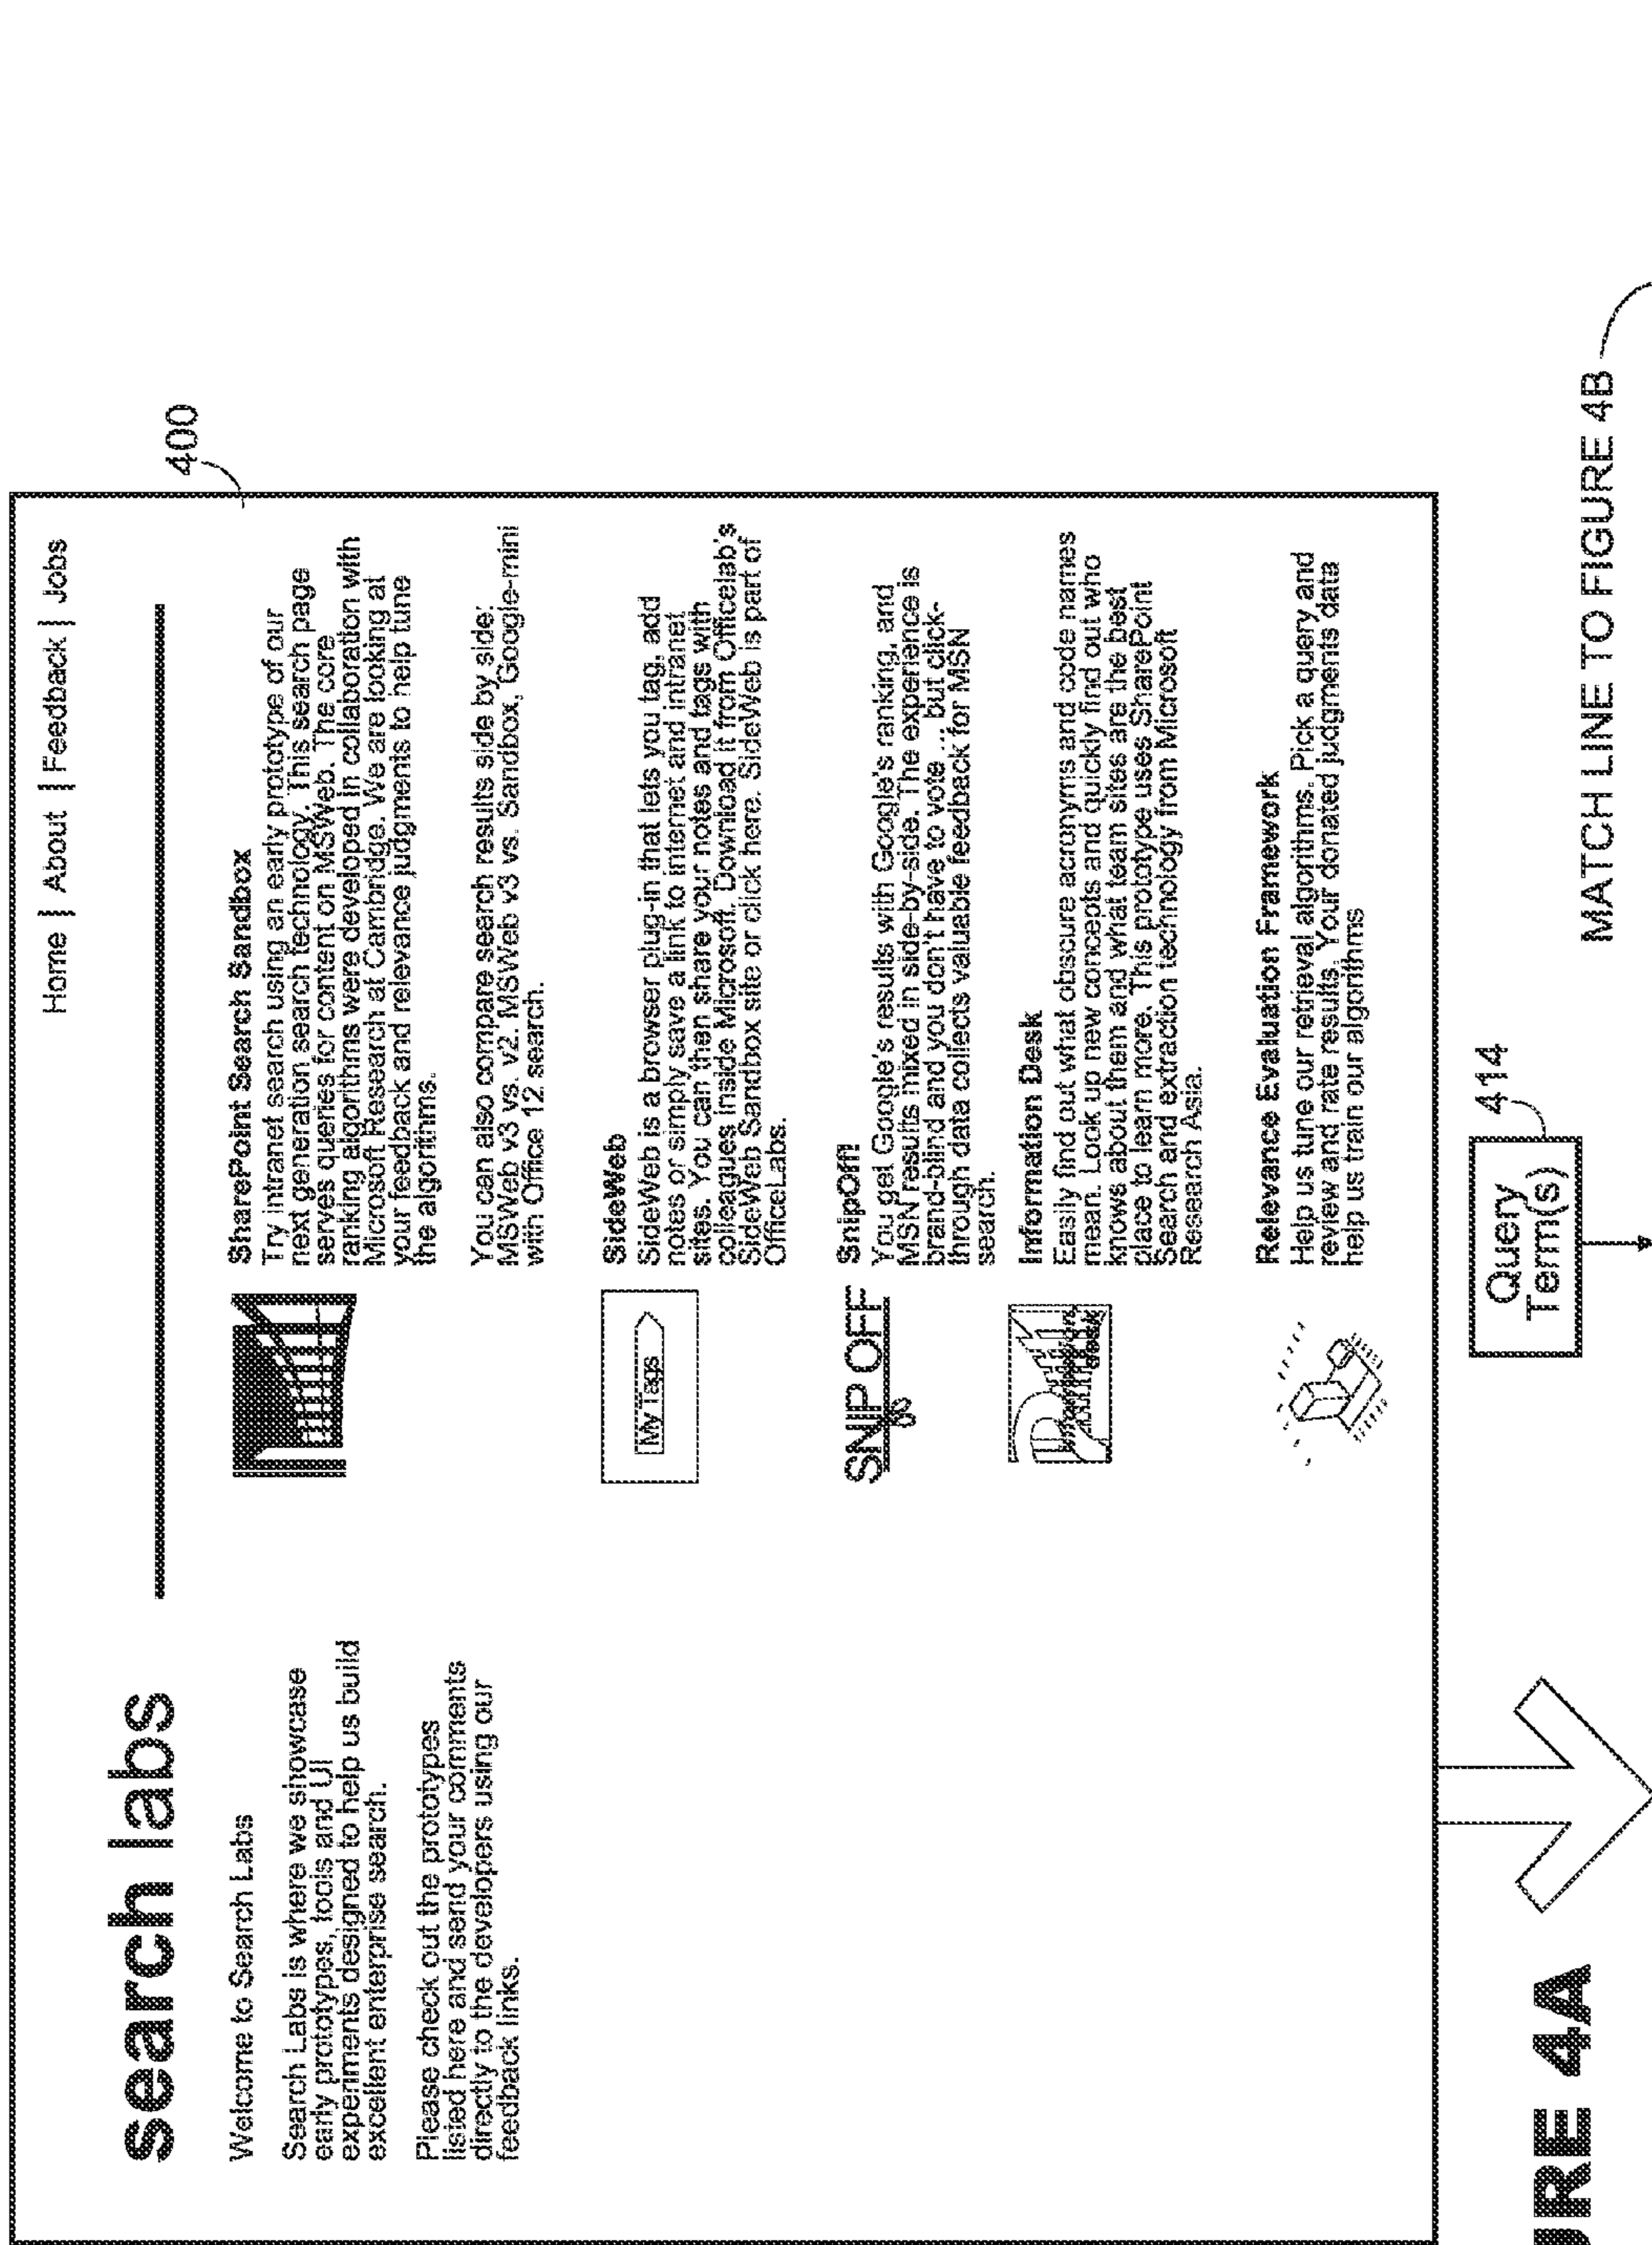 Home | About | Feedback | Jobs
search labs
400
Welcome to Search Labs
Search Labs is where we showcase
early prototypes, tools and UI
experiments designed to help us build
excellent enterprise search.
Please check out the prototypes
listed here and send your comments
directly to the developers using our
feedback links.
SharePoint Search Sandbox
Try intranet search using an early prototype of our
next generation search technology. This search page
serves queries for content on MSWeb. The core
ranking algorithms were developed in collaboration with
Microsoft Research at Cambridge. We are looking at
your feedback and relevance judgments to help tune
the algorithms.
You can also compare search results side by side:
MSWeb v3 vs. v2. MSWeb v3 vs. Sandbox, Google-mini
with Office 12 search.
My Tags
SideWeb
SideWeb is a browser plug-in that lets you tag, add
notes or simply save a link to internet and intranet
sites. You can then share your notes and tags with
colleagues inside Microsoft. Download it from Officelab's
SideWeb Sandbox site or click here. SideWeb is part of
OfficeLabs.
SNIP OFF
SnipOff!
You get Google's results with Google's ranking, and
MSN results mixed in side-by-side. The experience is
brand-blind and you don't have to vote ... but click-
through data collects valuable feedback for MSN
search.
information
desk
Information Desk
Easily find out what obscure acronyms and code names
mean. Look up new concepts and quickly find out who
knows about them and what team sites are the best
place to learn more. This prototype uses SharePoint
Search and extraction technology from Microsoft
Research Asia.
Relevance Evaluation Framework
Help us tune our retrieval algorithms. Pick a query and
review and rate results. Your donated judgments data
help us train our algorithms
Query
Term(s)
414
URE 4A
MATCH LINE TO FIGURE 4B